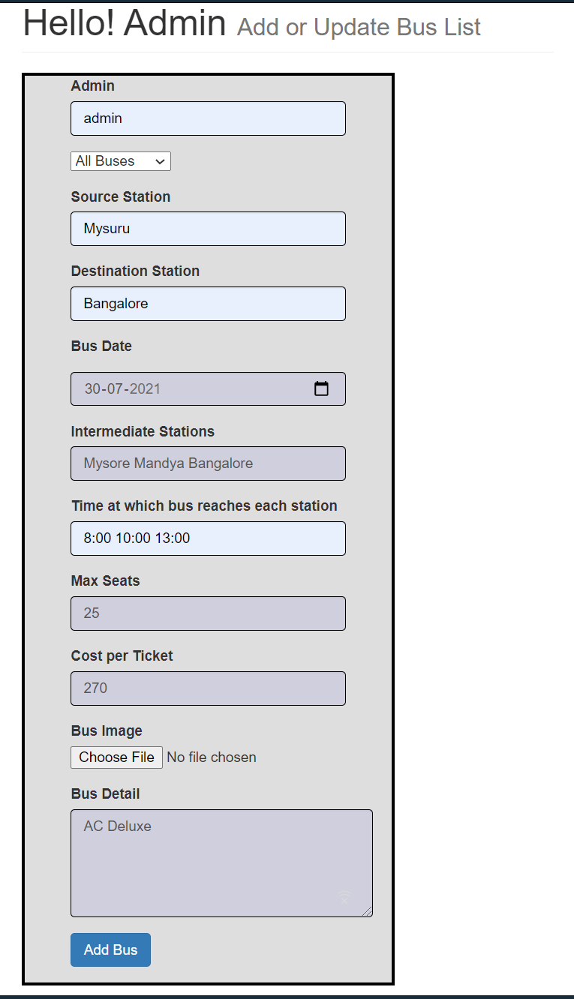 Hello! Admin Add or Update Bus List
Admin
admin
All Buses
Source Station
Mysuru
Destination Station
Bangalore
Bus Date
30-07-2021
Intermediate Stations
Mysore Mandya Bangalore
Time at which bus reaches each station
8:00 10:00 13:00
Max Seats
25
Cost per Ticket
270
Bus Image
Choose File No file chosen
Bus Detail
AC Deluxe
Add Bus